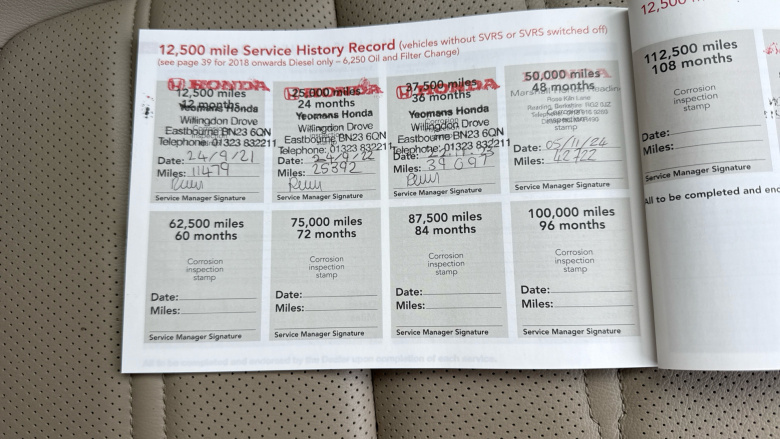 12,500 mile Service History Record (vehicles without SVRS or SVRS switched off)
(see page 39 for 2018 onwards Diesel only – 6,250 Oil and Filter Change)
HONDA
12,500 miles
12 months
Yeomans Honda
Willingdon Drove
Eastbourne BN23 6QN
Telephone: 01323 832211
Date: 24/9/21
Miles: 11479
Service Manager Signature
25,000 miles
24 months
Yeomans Honda
Willingdon Drove
Eastbourne BN23 6QN
Telephone: 01323 832211
Date: 24/9/22
Miles: 25392
Service Manager Signature
HONDA
37,500 miles
36 months
Yeomans Honda
Willingdon Drove
Eastbourne BN23 6QN
Telephone: 01323 832211
Date:
Miles: 39097
Service Manager Signature
50,000 miles
48 months
Rose Kiln Lane
stamp
Date: 05/11/24
Miles: 42722
Service Manager Signature
62,500 miles
60 months
Corrosion
inspection
stamp
Date:
Miles:
Service Manager Signature
75,000 miles
72 months
Corrosion
inspection
stamp
Date:
Miles:
Service Manager Signature
87,500 miles
84 months
Corrosion
inspection
stamp
Date:
Miles:
Service Manager Signature
100,000 miles
96 months
Corrosion
inspection
stamp
Date:
Miles:
Service Manager Signature
112,500 miles
108 months
Corrosion
inspection
stamp
Date:
Miles:
Service Manager Signature
All to be completed and